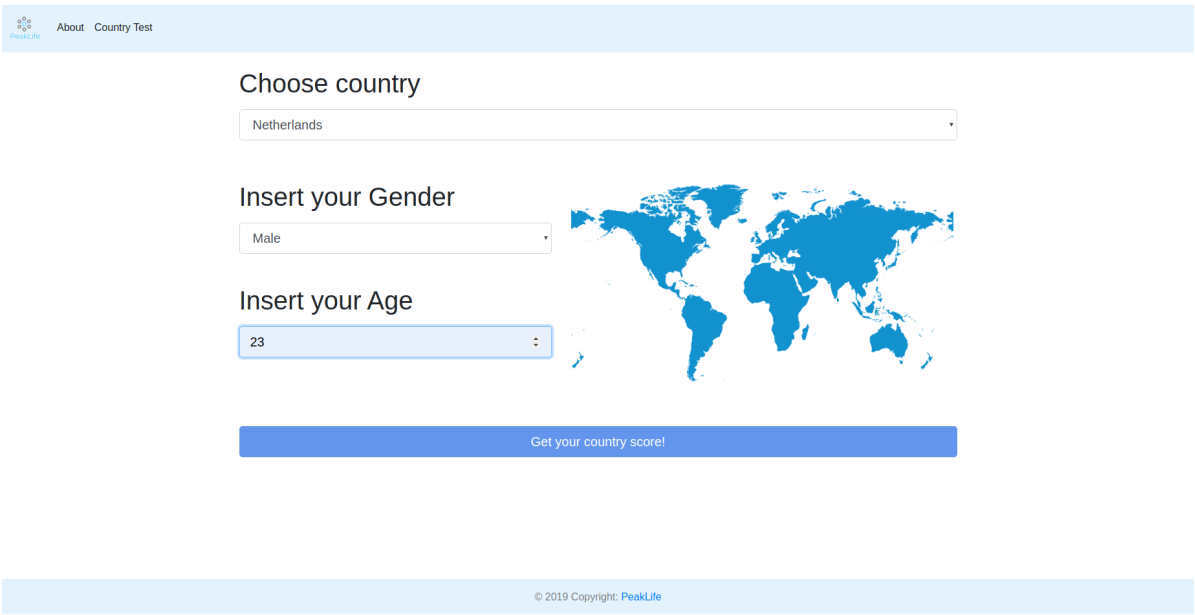 PeakLife
About Country Test
Choose country
Netherlands
Insert your Gender
Male
Insert your Age
23
Get your country score!
© 2019 Copyright: PeakLife